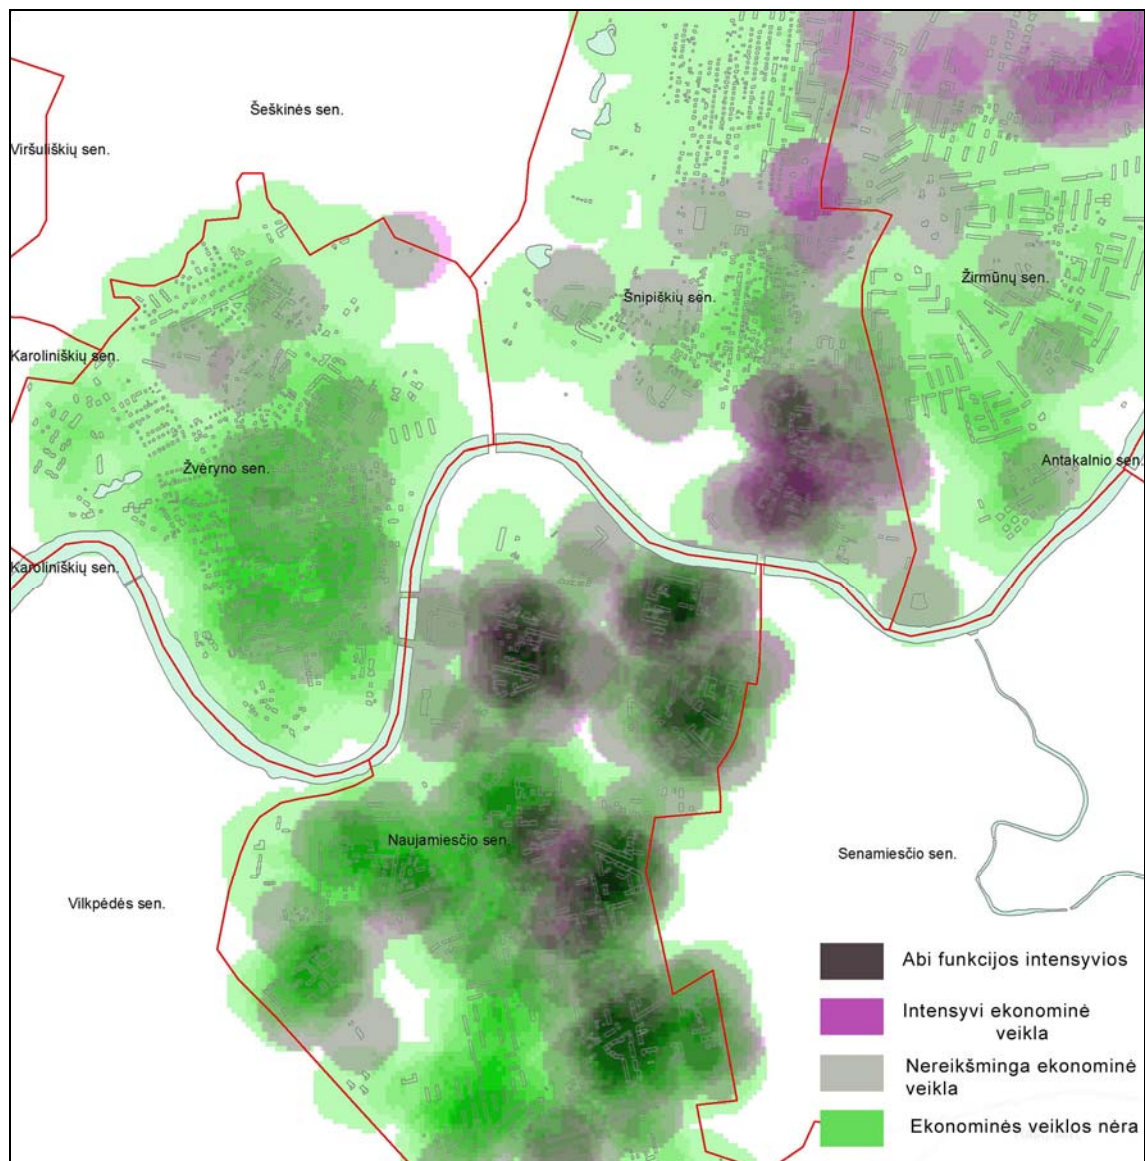 Šeškinės sen.
Viršuliškių sen.
Žirmūnų sen.
Šnipiškių sen.
Karoliniškių sen.
Antakalnio sen.
Žvėryno sen.
Karoliniškių sen.
Naujamiesčio sen.
Senamiesčio sen.
Vilkpėdės sen.
Abi funkcijos intensyvios
Intensyvi ekonominė
veikla
Nereikšminga ekonominė
veikla
Ekonominės veiklos nėra